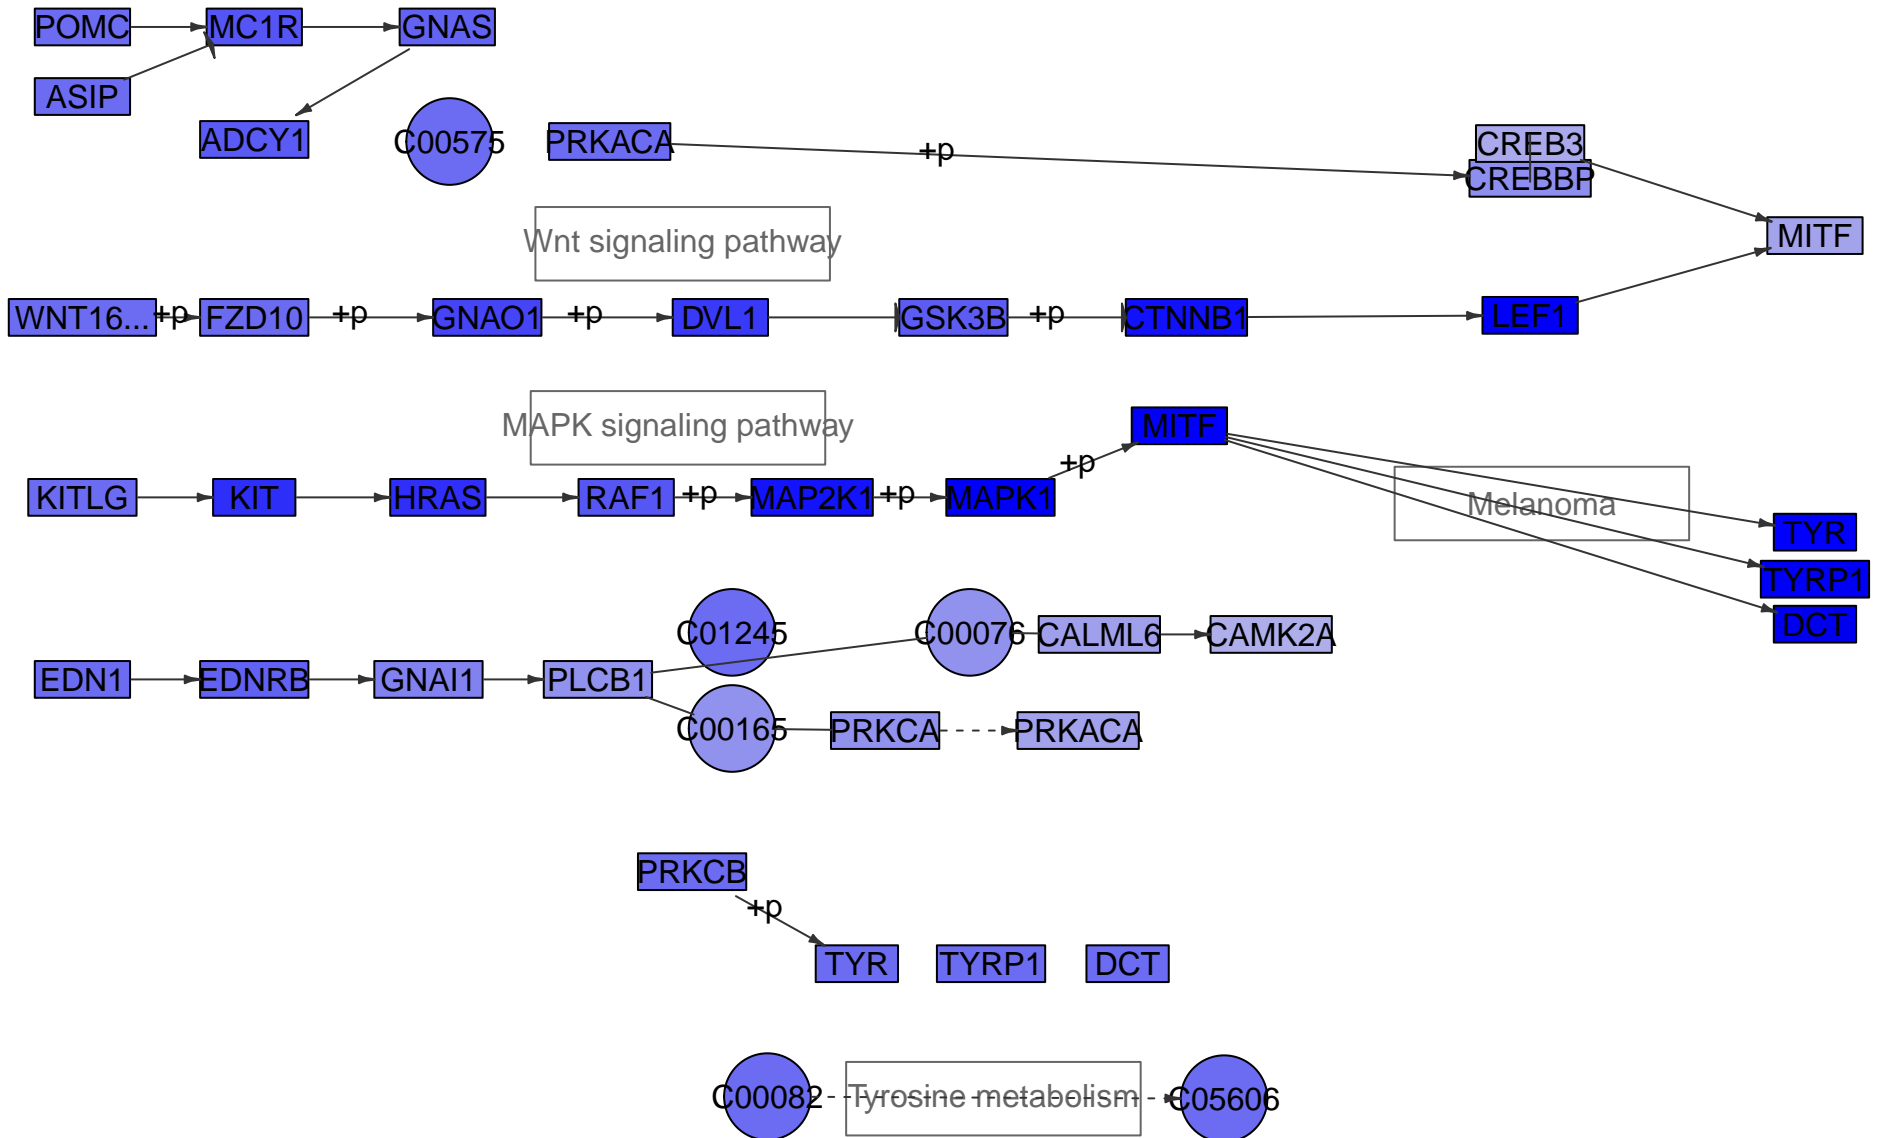 POMC
MC1R
GNAS
ASIP
ADCY1
C00575
PRKACA
+p
CREB3
CREBBP
Wnt signaling pathway
MITF
WNT16...
+p
FZD10
+p
GNAO1
+p
DVL1
GSK3B
+p
CTNNB1
LEF1
MAPK signaling pathway
MITF
+p
KITLG
KIT
HRAS
RAF1
+p
MAP2K1
+p
MAPK1
Melanoma
TYR
TYRP1
DCT
C01245
C00076
CALML6
CAMK2A
EDN1
EDNRB
GNAI1
PLCB1
C00165
PRKCA
PRKACA
PRKCB
+p
TYR
TYRP1
DCT
C00082
Tyrosine metabolism
C05606